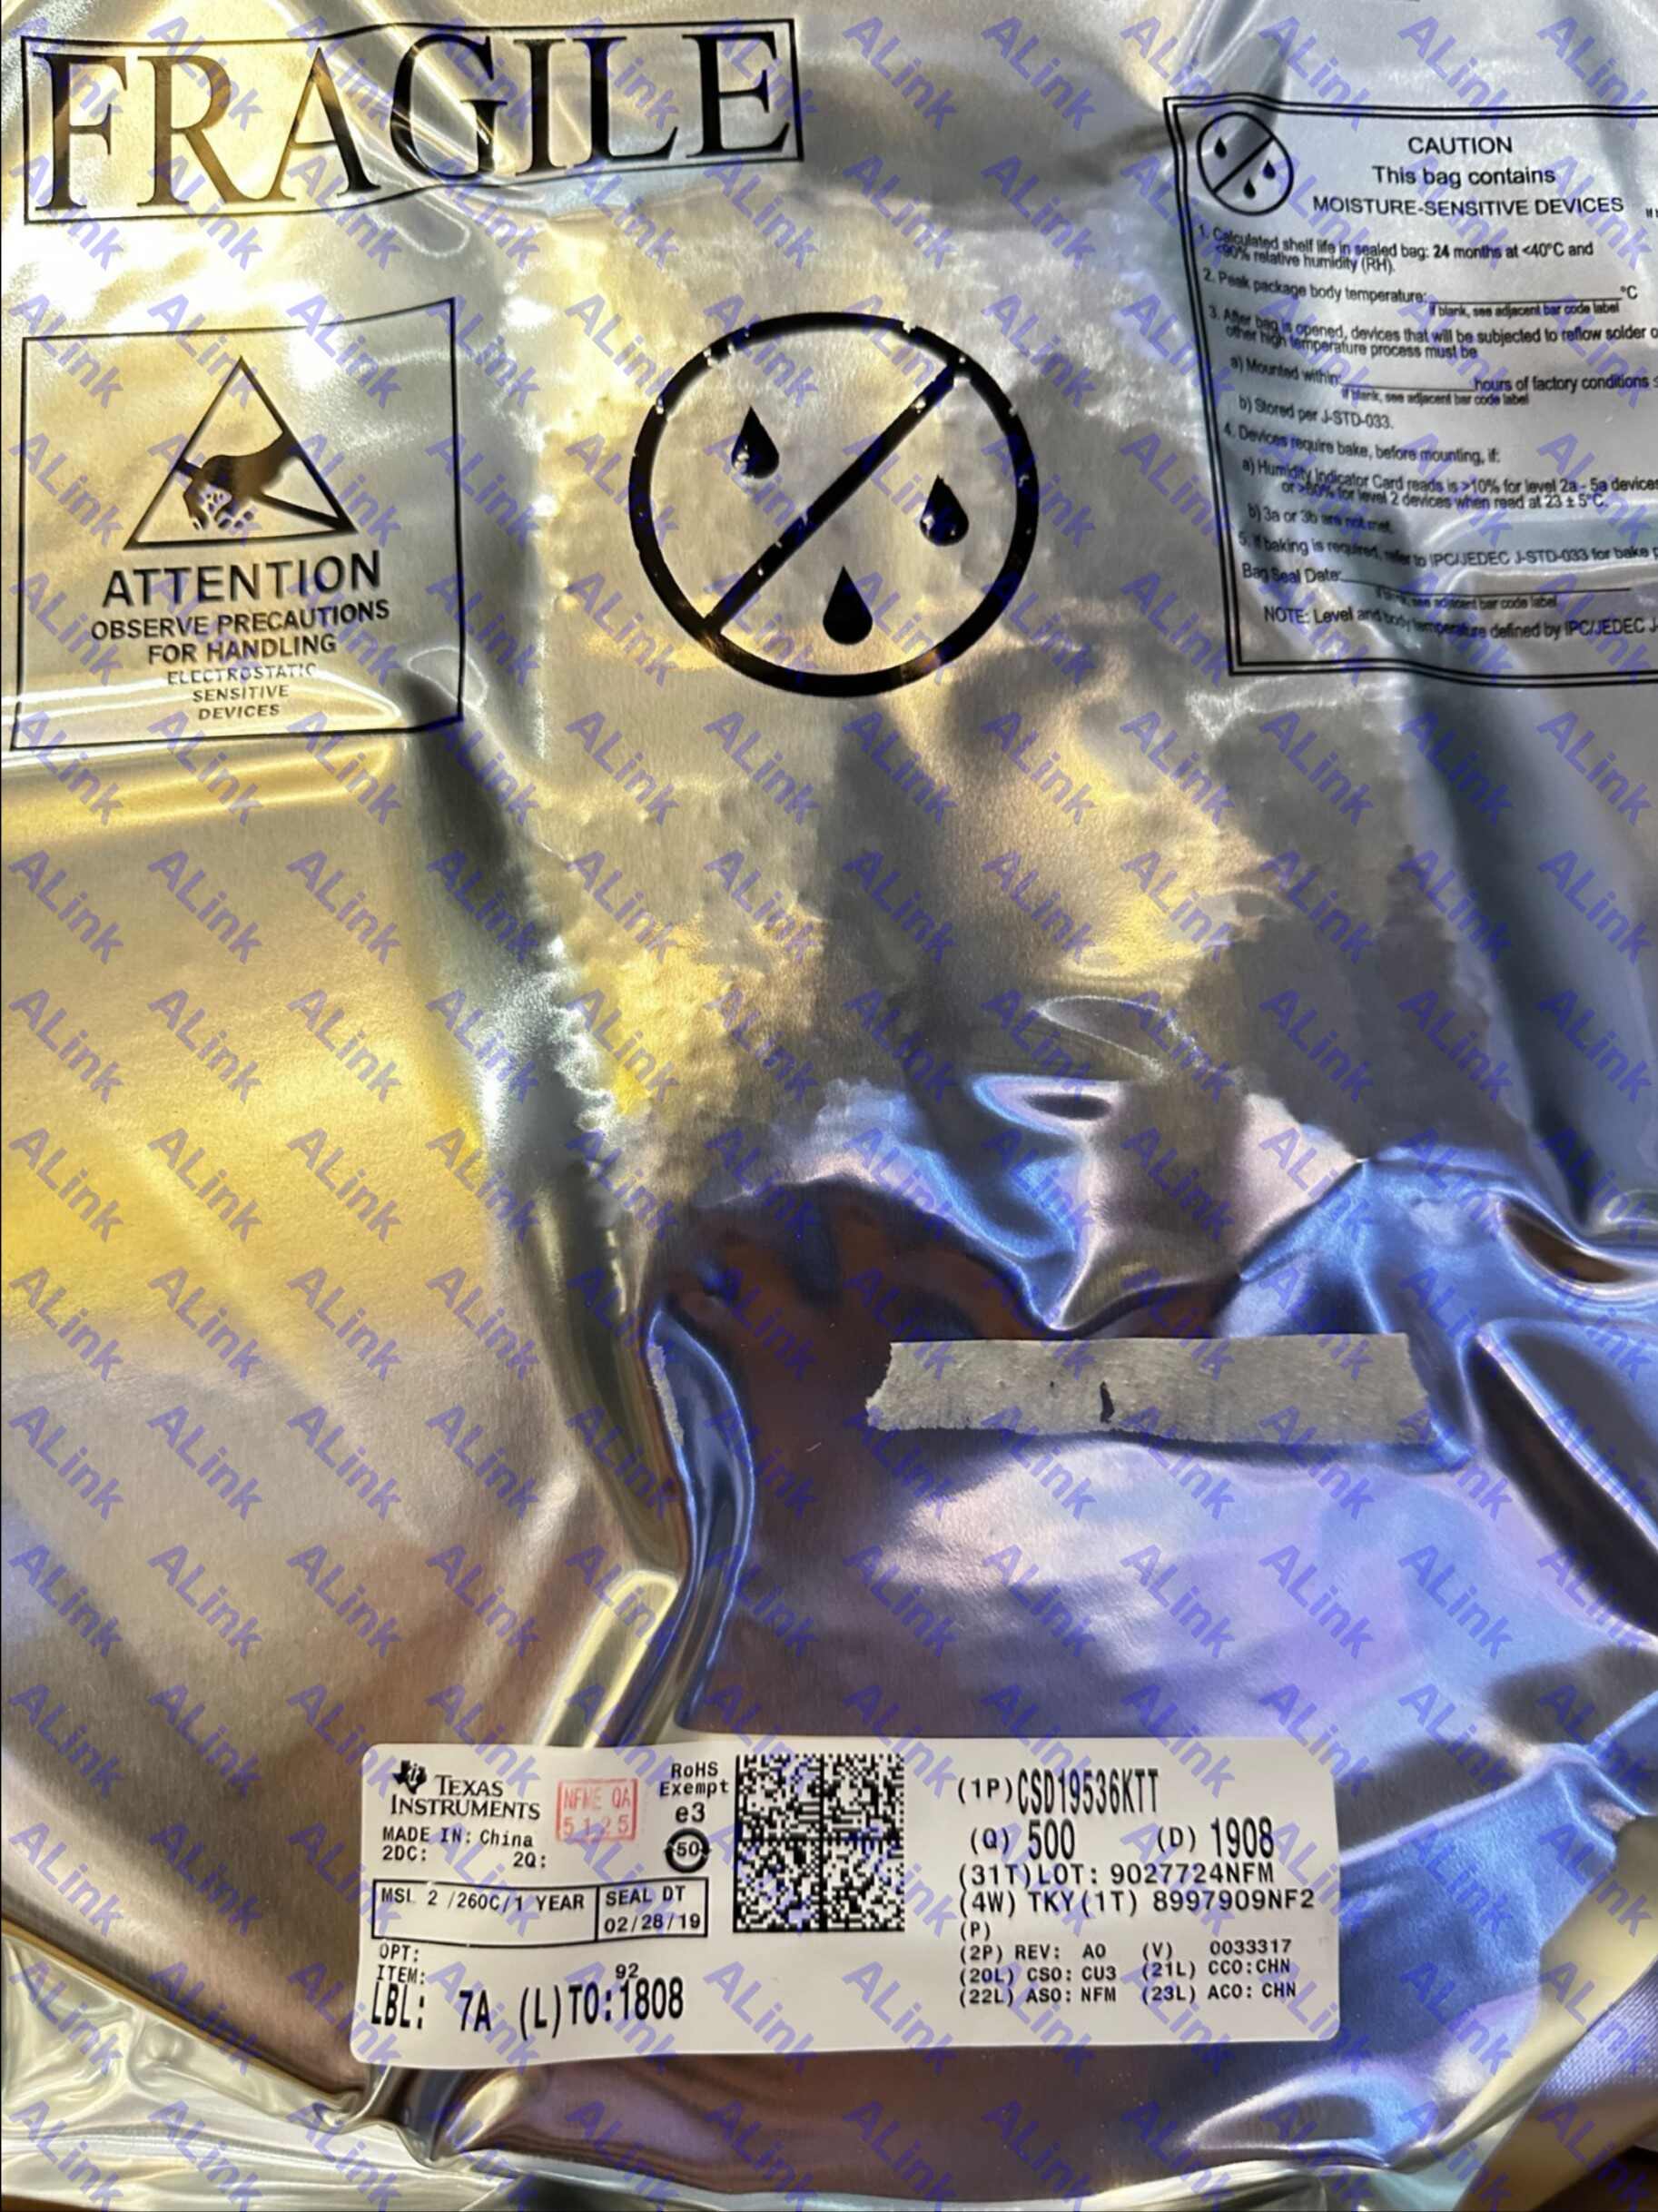 FRAGILE
CAUTION
This bag contains
MOISTURE-SENSITIVE DEVICES
1. Calculated shelf life in sealed bag: 24 months at <40°C and
<90% relative humidity (RH).
2. Peak package body temperature: °C
If blank, see adjacent bar code label
3. After bag is opened, devices that will be subjected to reflow solder
other high temperature process must be
a) Mounted within: hours of factory conditions
If blank, see adjacent bar code label
b) Stored per J-STD-033.
4. Devices require bake, before mounting, if:
a) Humidity Indicator Card reads is >10% for level 2a - 5a devices
or >60% for level 2 devices when read at 23 ± 5°C.
b) 3a or 3b are not met.
5. If baking is required, refer to IPC/JEDEC J-STD-033 for bake
Bag Seal Date:
If blank, see adjacent bar code label
NOTE: Level and body temperature defined by IPC/JEDEC
ATTENTION
OBSERVE PRECAUTIONS
FOR HANDLING
ELECTROSTATIC
SENSITIVE
DEVICES
TEXAS
INSTRUMENTS
MADE IN: China
2DC: 2Q:
NFME QA
5125
RoHS
Exempt
e3
50
MSL 2 /260C/1 YEAR
SEAL DT
02/28/19
OPT:
ITEM: 92
LBL: 7A (L)TO:1808
(1P)CSD19536KTT
(Q) 500 (D) 1908
(31T)LOT: 9027724NFM
(4W) TKY(1T) 8997909NF2
(P)
(2P) REV: A0 (V) 0033317
(20L) CSO: CU3 (21L) CCO:CHN
(22L) ASO: NFM (23L) ACO: CHN
ALink